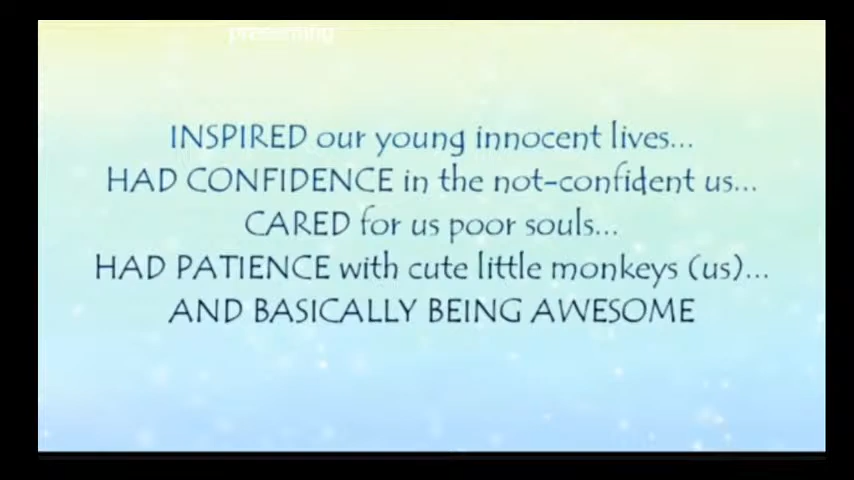 presenting
INSPIRED our young innocent lives...
HAD CONFIDENCE in the not-confident us...
CARED for us poor souls...
HAD PATIENCE with cute little monkeys (us)...
AND BASICALLY BEING AWESOME